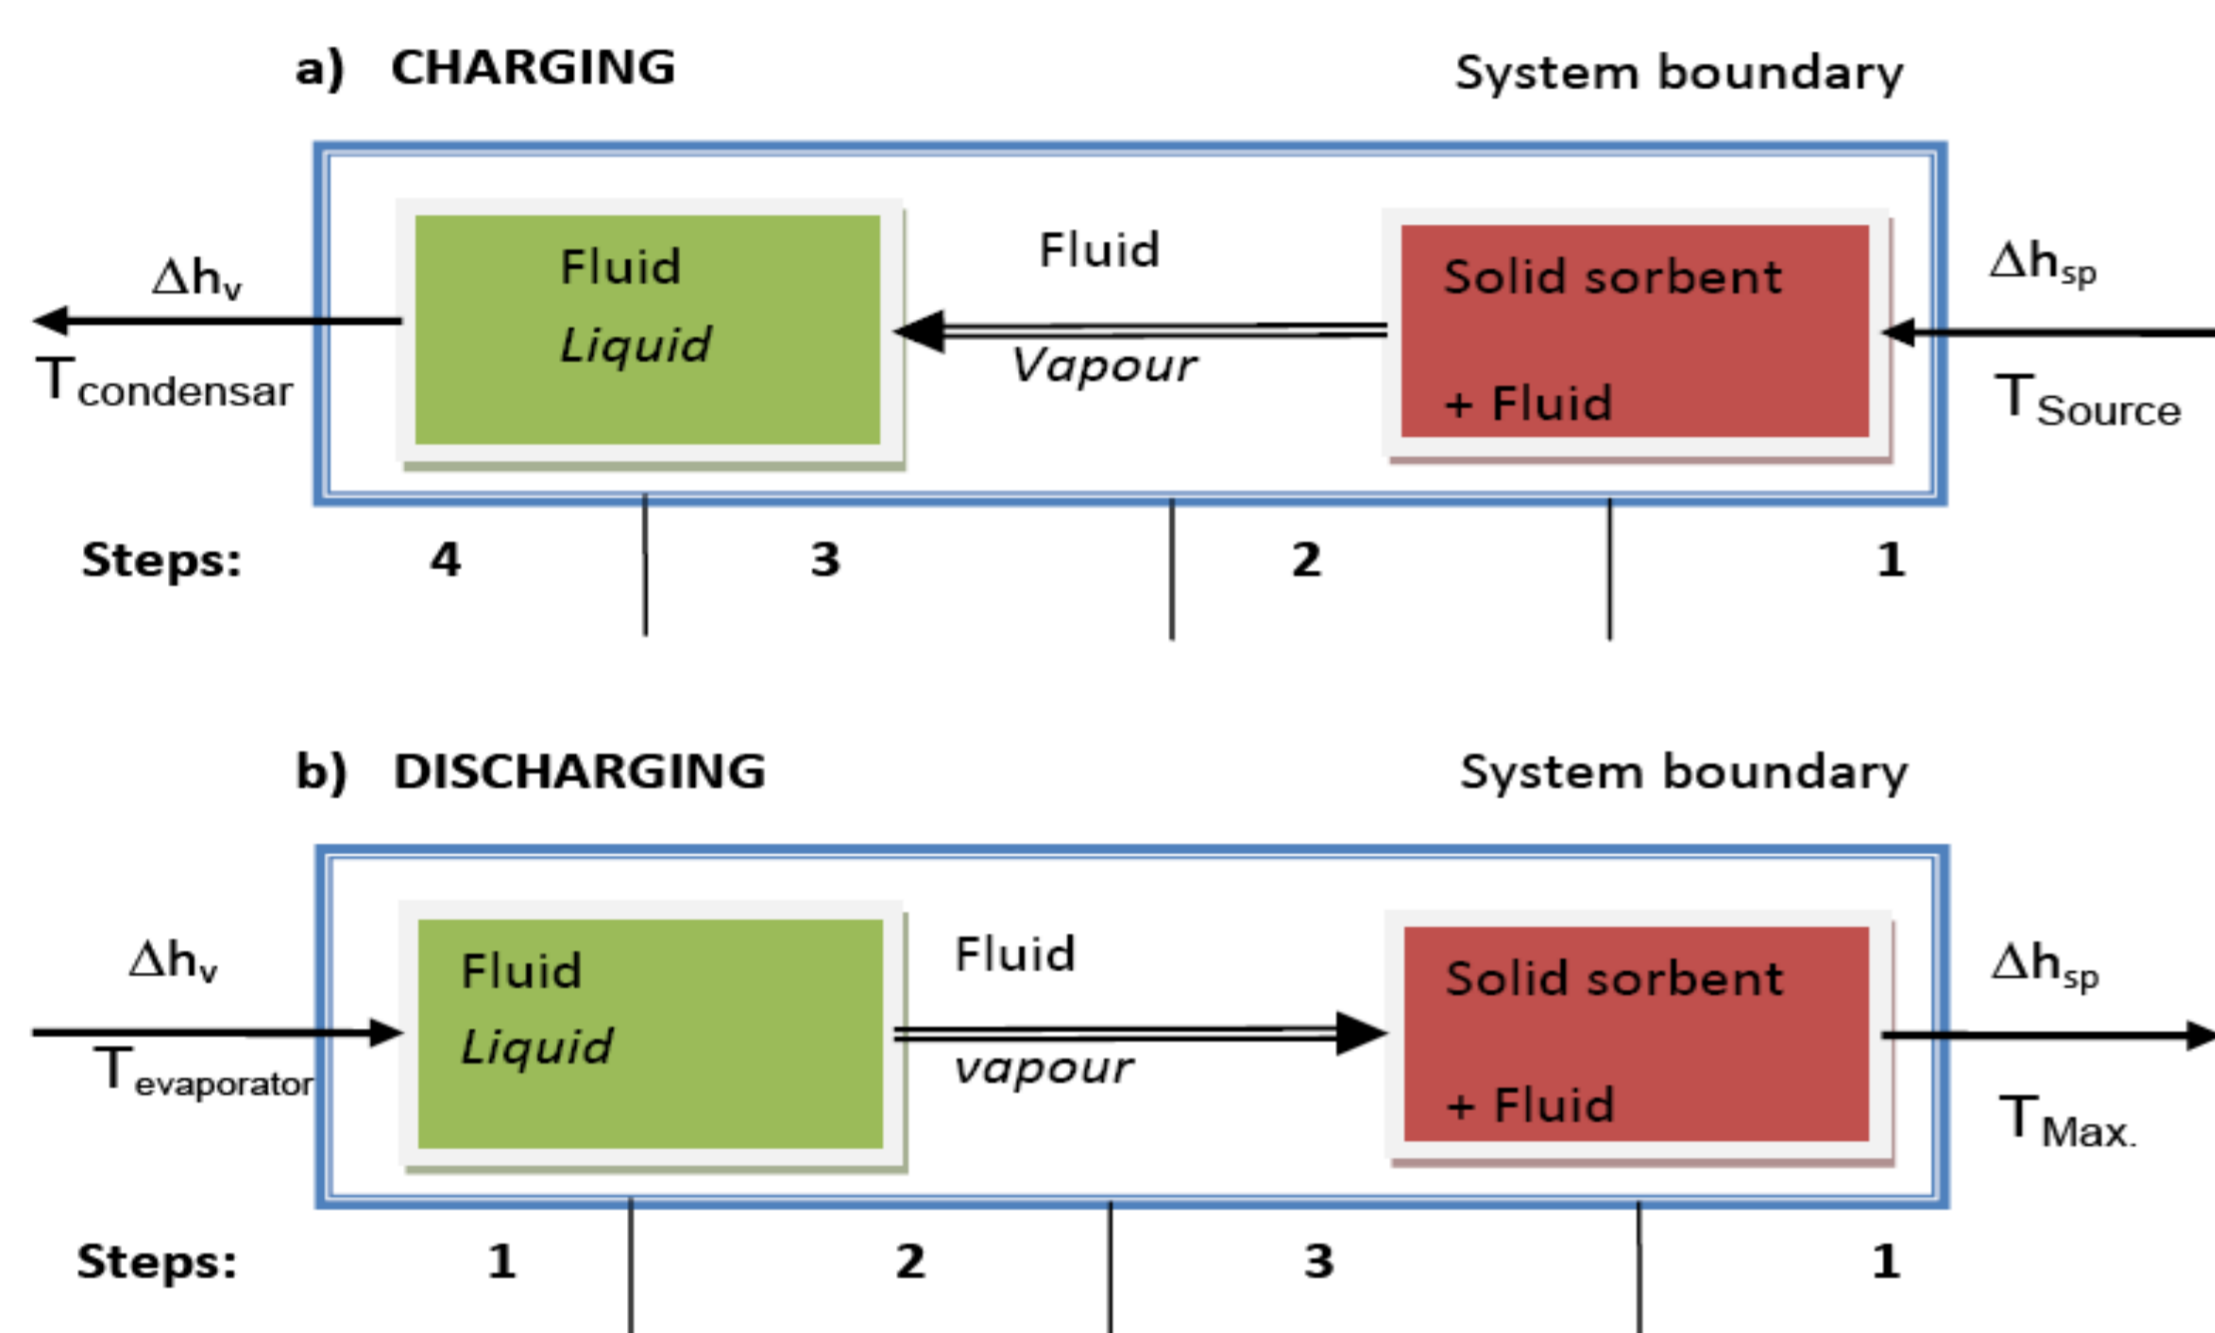 a) CHARGING
System boundary
Δhv
Tcondensar
Fluid
Liquid
Fluid
Vapour
Solid sorbent
+ Fluid
Δhsp
TSource
Steps: 4 3 2 1
b) DISCHARGING
System boundary
Δhv
Tevaporator
Fluid
Liquid
Fluid
vapour
Solid sorbent
+ Fluid
Δhsp
TMax.
Steps: 1 2 3 1